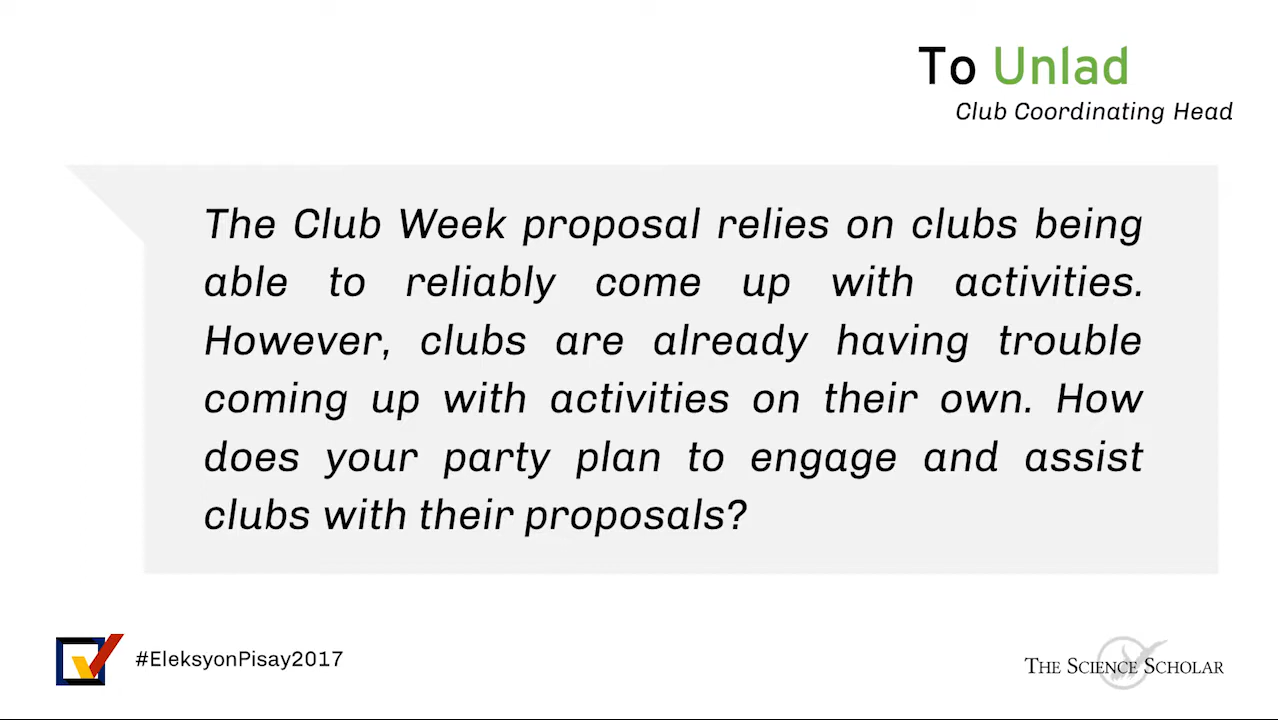 To Unlad
Club Coordinating Head
The Club Week proposal relies on clubs being
able to reliably come up with activities.
However, clubs are already having trouble
coming up with activities on their own. How
does your party plan to engage and assist
clubs with their proposals?
#EleksyonPisay2017
THE SCIENCE SCHOLAR